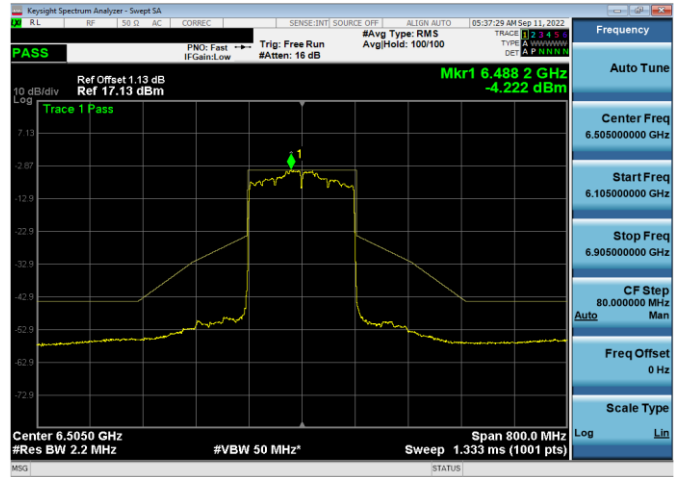 Keysight Spectrum Analyzer - Swept SA
RL RF 50 Ω AC CORREC SENSE:INT SOURCE OFF ALIGN AUTO 05:37:29 AM Sep 11, 2022
PASS
PNO: Fast
IFGain:Low
Trig: Free Run
#Atten: 16 dB
#Avg Type: RMS
Avg|Hold: 100/100
TRACE 1 2 3 4 5 6
TYPE A WWWWW
DET A P N N N N
Ref Offset 1.13 dB
10 dB/div Ref 17.13 dBm
Mkr1 6.488 2 GHz
-4.222 dBm
Log
Trace 1 Pass
1
7.13
-2.87
-12.9
-22.9
-32.9
-42.9
-52.9
-62.9
-72.9
Center 6.5050 GHz
#Res BW 2.2 MHz
#VBW 50 MHz*
Span 800.0 MHz
Sweep 1.333 ms (1001 pts)
MSG STATUS
Frequency
Auto Tune
Center Freq
6.505000000 GHz
Start Freq
6.105000000 GHz
Stop Freq
6.905000000 GHz
CF Step
80.000000 MHz
Auto Man
Freq Offset
0 Hz
Scale Type
Log Lin